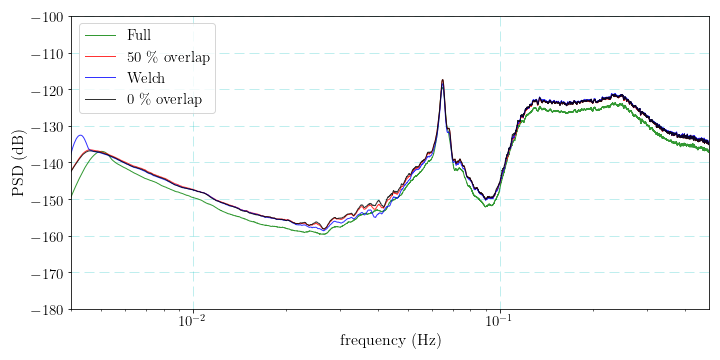 Full
50 % overlap
Welch
0 % overlap
−100
−110
−120
−130
−140
−150
−160
−170
−180
PSD (dB)
10⁻²
10⁻¹
frequency (Hz)